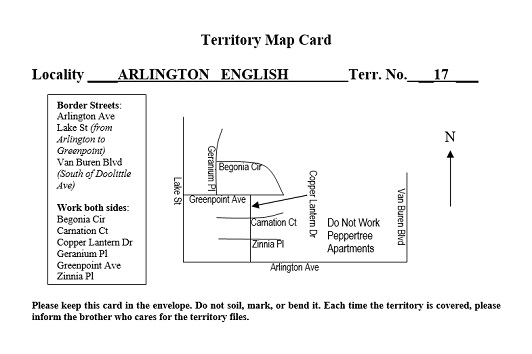 Territory Map Card
Locality ____ARLINGTON ENGLISH________Terr. No.__17____
Border Streets:
Arlington Ave
Lake St (from
Arlington to
Greenpoint)
Van Buren Blvd
(South of Doolittle
Ave)
Work both sides:
Begonia Cir
Carnation Ct
Copper Lantern Dr
Geranium Pl
Greenpoint Ave
Zinnia Pl
N
Geranium Pl
Begonia Cir
Lake St
Greenpoint Ave
Copper Lantern Dr
Van Buren Blvd
Carnation Ct
Do Not Work
Peppertree
Apartments
Zinnia Pl
Arlington Ave
Please keep this card in the envelope. Do not soil, mark, or bend it. Each time the territory is covered, please
inform the brother who cares for the territory files.